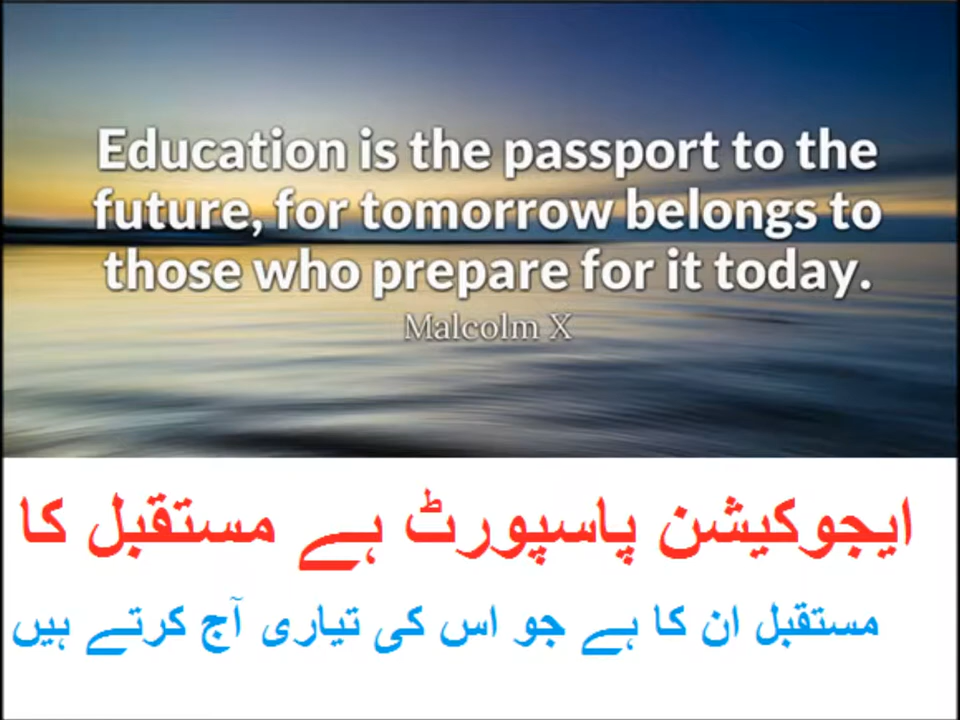 Education is the passport to the
future, for tomorrow belongs to
those who prepare for it today.
Malcolm X
ایجوکیشن پاسپورٹ ہے مستقبل کا
مستقبل ان کا ہے جو اس کی تیاری آج کرتے ہیں